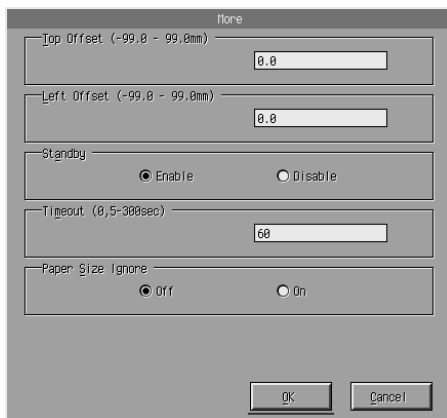 More
Top Offset (-99.0 - 99.0mm)
0.0
Left Offset (-99.0 - 99.0mm)
0.0
Standby
Enable Disable
Timeout (0,5-300sec)
60
Paper Size Ignore
Off On
OK Cancel